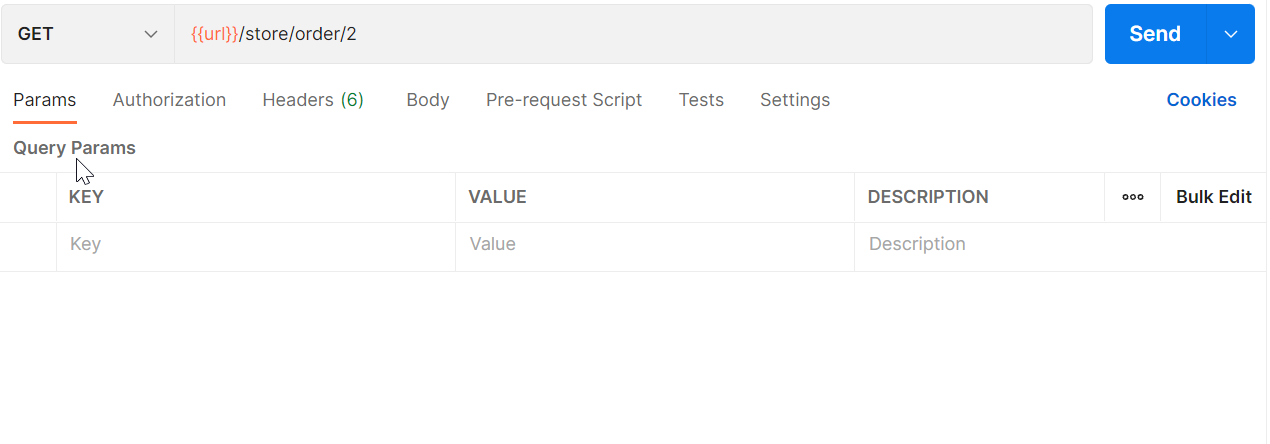 GET {{url}}/store/order/2 Send
Params Authorization Headers (6) Body Pre-request Script Tests Settings Cookies
Query Params
KEY VALUE DESCRIPTION ooo Bulk Edit
Key Value Description